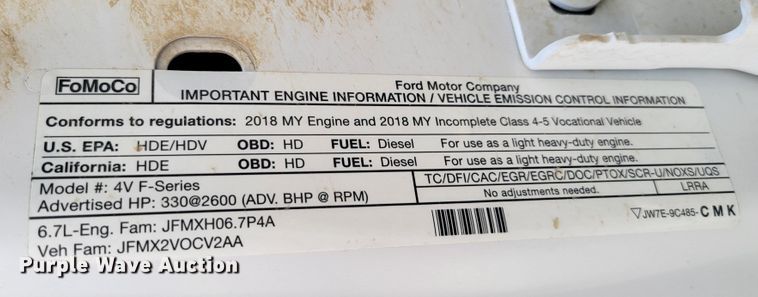 FoMoCo
Ford Motor Company
IMPORTANT ENGINE INFORMATION / VEHICLE EMISSION CONTROL INFORMATION
Conforms to regulations: 2018 MY Engine and 2018 MY Incomplete Class 4-5 Vocational Vehicle
U.S. EPA: HDE/HDV OBD: HD FUEL: Diesel For use as a light heavy-duty engine.
California: HDE OBD: HD FUEL: Diesel For use as a light heavy-duty engine.
Model #: 4V F-Series
Advertised HP: 330@2600 (ADV. BHP @ RPM)
TC/DFI/CAC/EGR/EGRC/DOC/PTOX/SCR-U/NOXS/UQS
No adjustments needed. LRRA
6.7L-Eng. Fam: JFMXH06.7P4A
Veh Fam: JFMX2VOCV2AA
JW7E-9C485-CMK
Purple Wave Auction